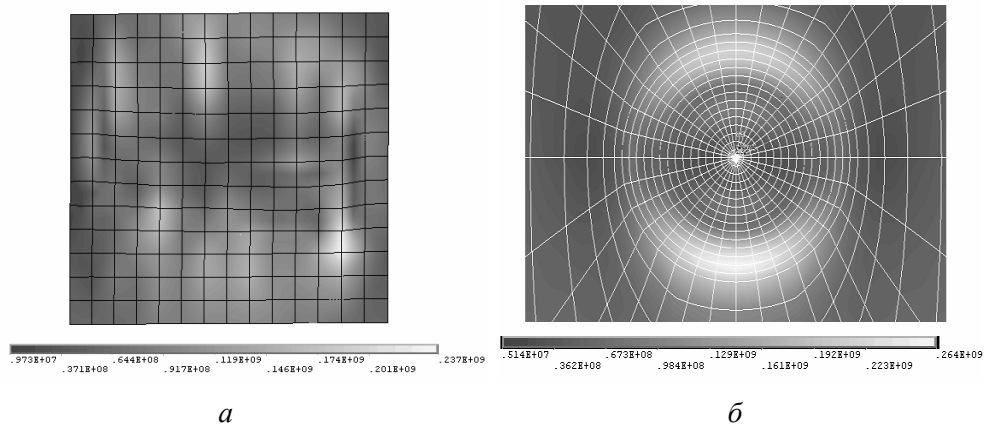 .973E+07 .644E+08 .119E+09 .174E+09 .237E+09
.371E+08 .917E+08 .146E+09 .201E+09
.514E+07 .673E+08 .129E+09 .192E+09 .264E+09
.362E+08 .984E+08 .161E+09 .223E+09
а
б